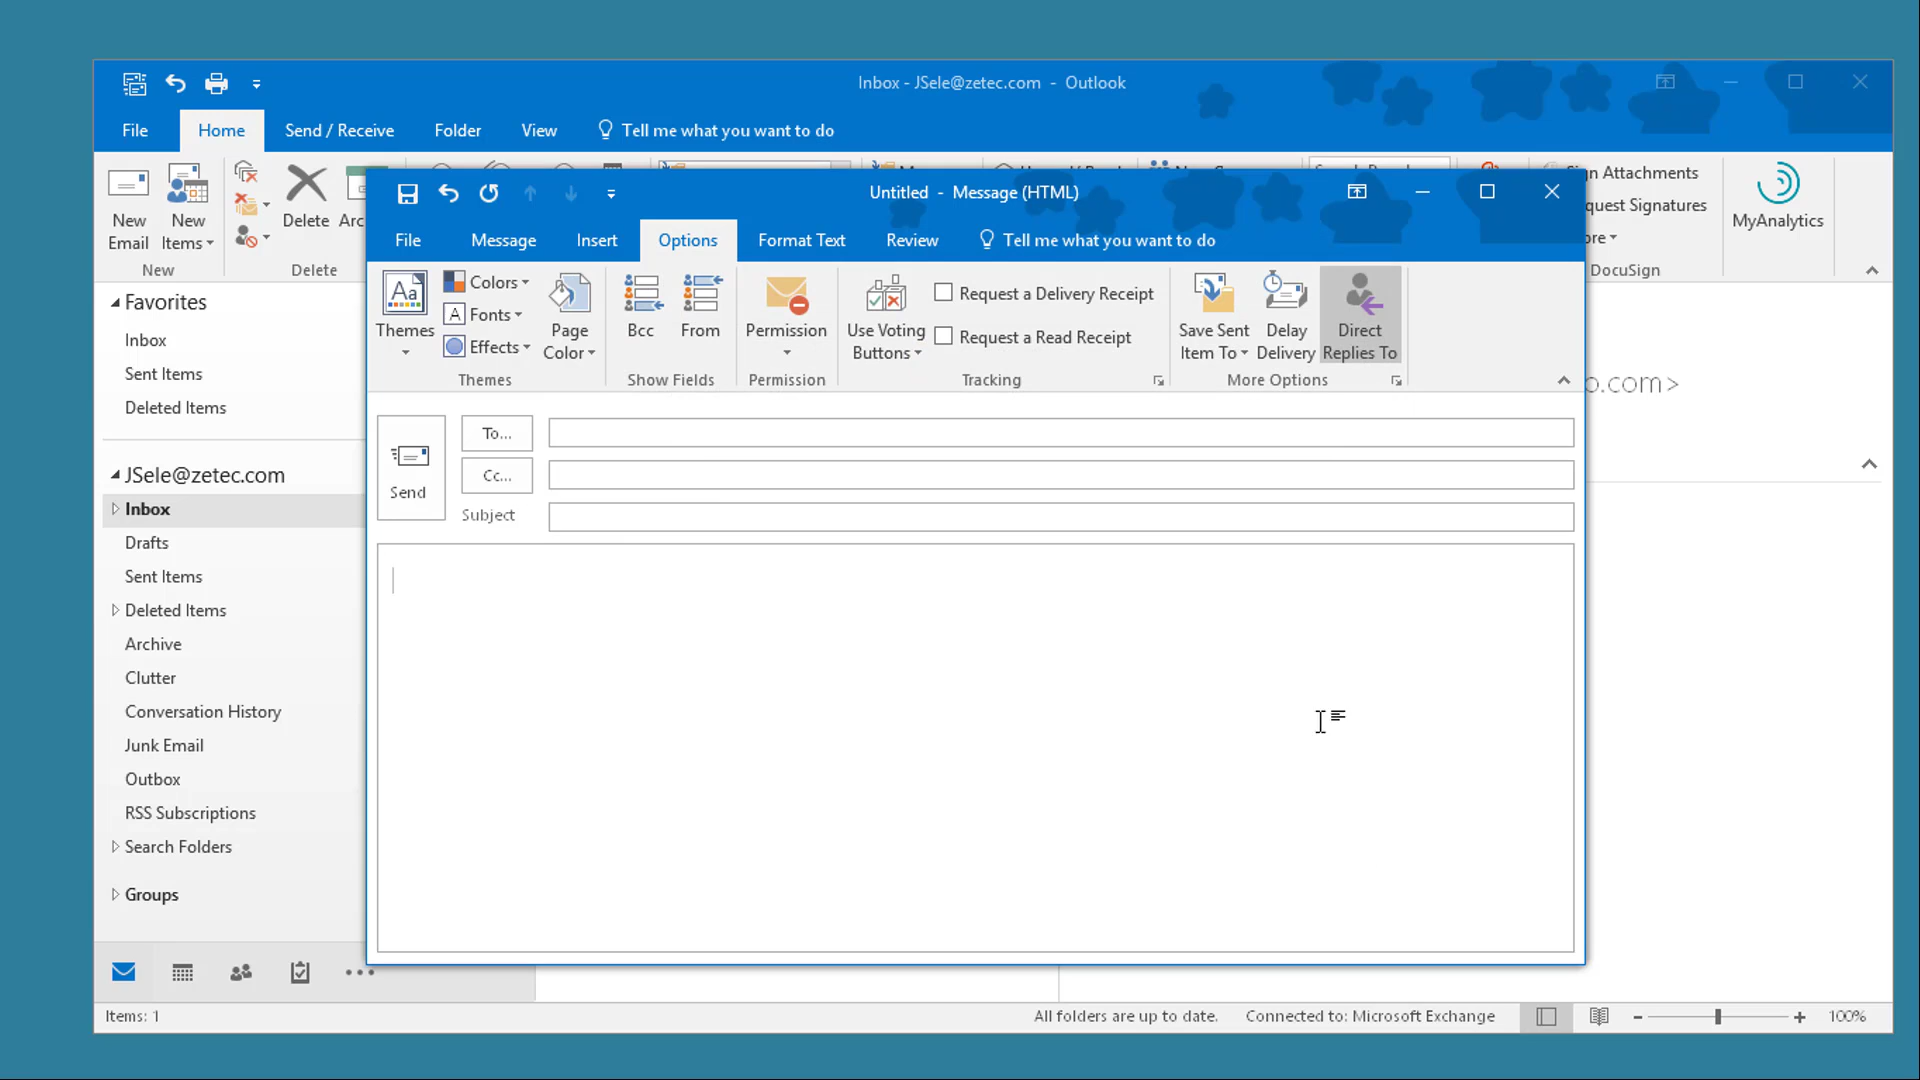 Inbox - JSele@zetec.com - Outlook
File Home Send / Receive Folder View Tell me what you want to do
New Email
New Items
Delete
Sign Attachments
MyAnalytics
New
Delete
DocuSign
Favorites
Inbox
Sent Items
Deleted Items
JSele@zetec.com
Inbox
Drafts
Sent Items
Deleted Items
Archive
Clutter
Conversation History
Junk Email
Outbox
RSS Subscriptions
Search Folders
Groups
Untitled - Message (HTML)
File Message Insert Options Format Text Review Tell me what you want to do
Themes
Colors
Fonts
Effects
Page Color
Themes
Bcc
From
Show Fields
Permission
Permission
Use Voting Buttons
Request a Delivery Receipt
Request a Read Receipt
Tracking
Save Sent Item To
Delay Delivery
Direct Replies To
More Options
Send
To...
Cc...
Subject
o.com>
Items: 1
All folders are up to date. Connected to: Microsoft Exchange 100%